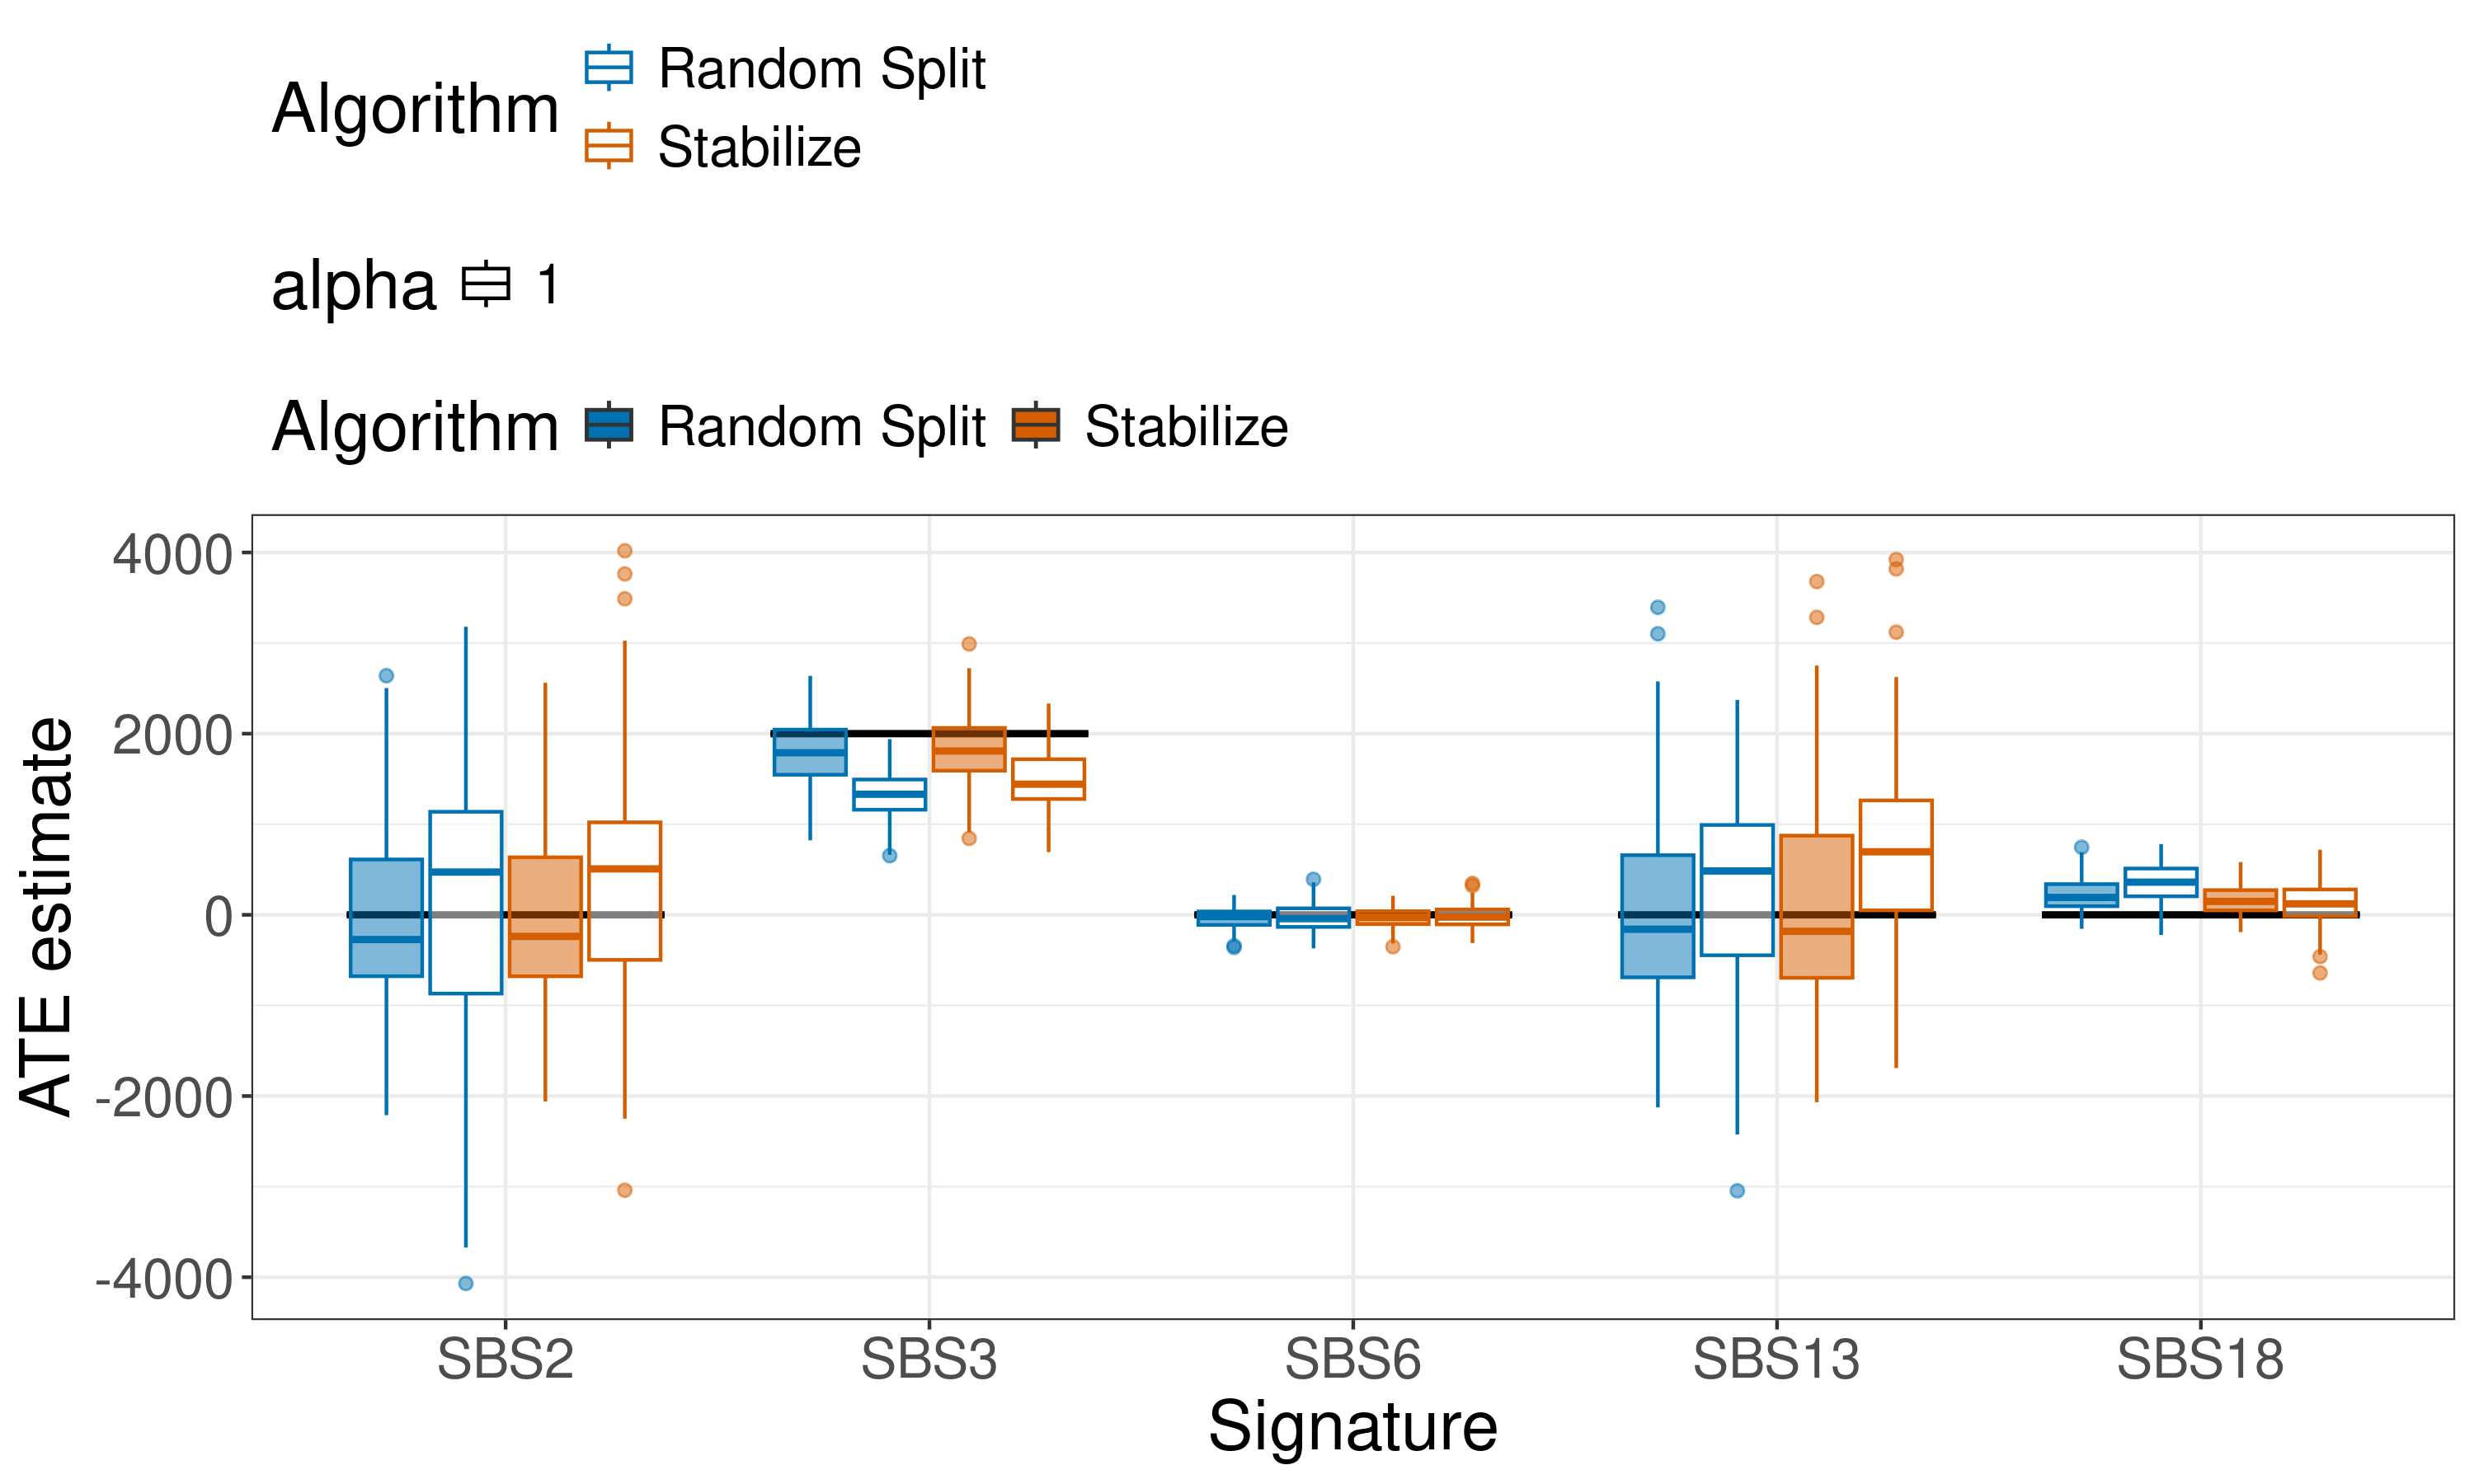 Algorithm
Random Split
Stabilize
alpha 1
Algorithm Random Split Stabilize
ATE estimate
4000
2000
0
-2000
-4000
SBS2 SBS3 SBS6 SBS13 SBS18
Signature